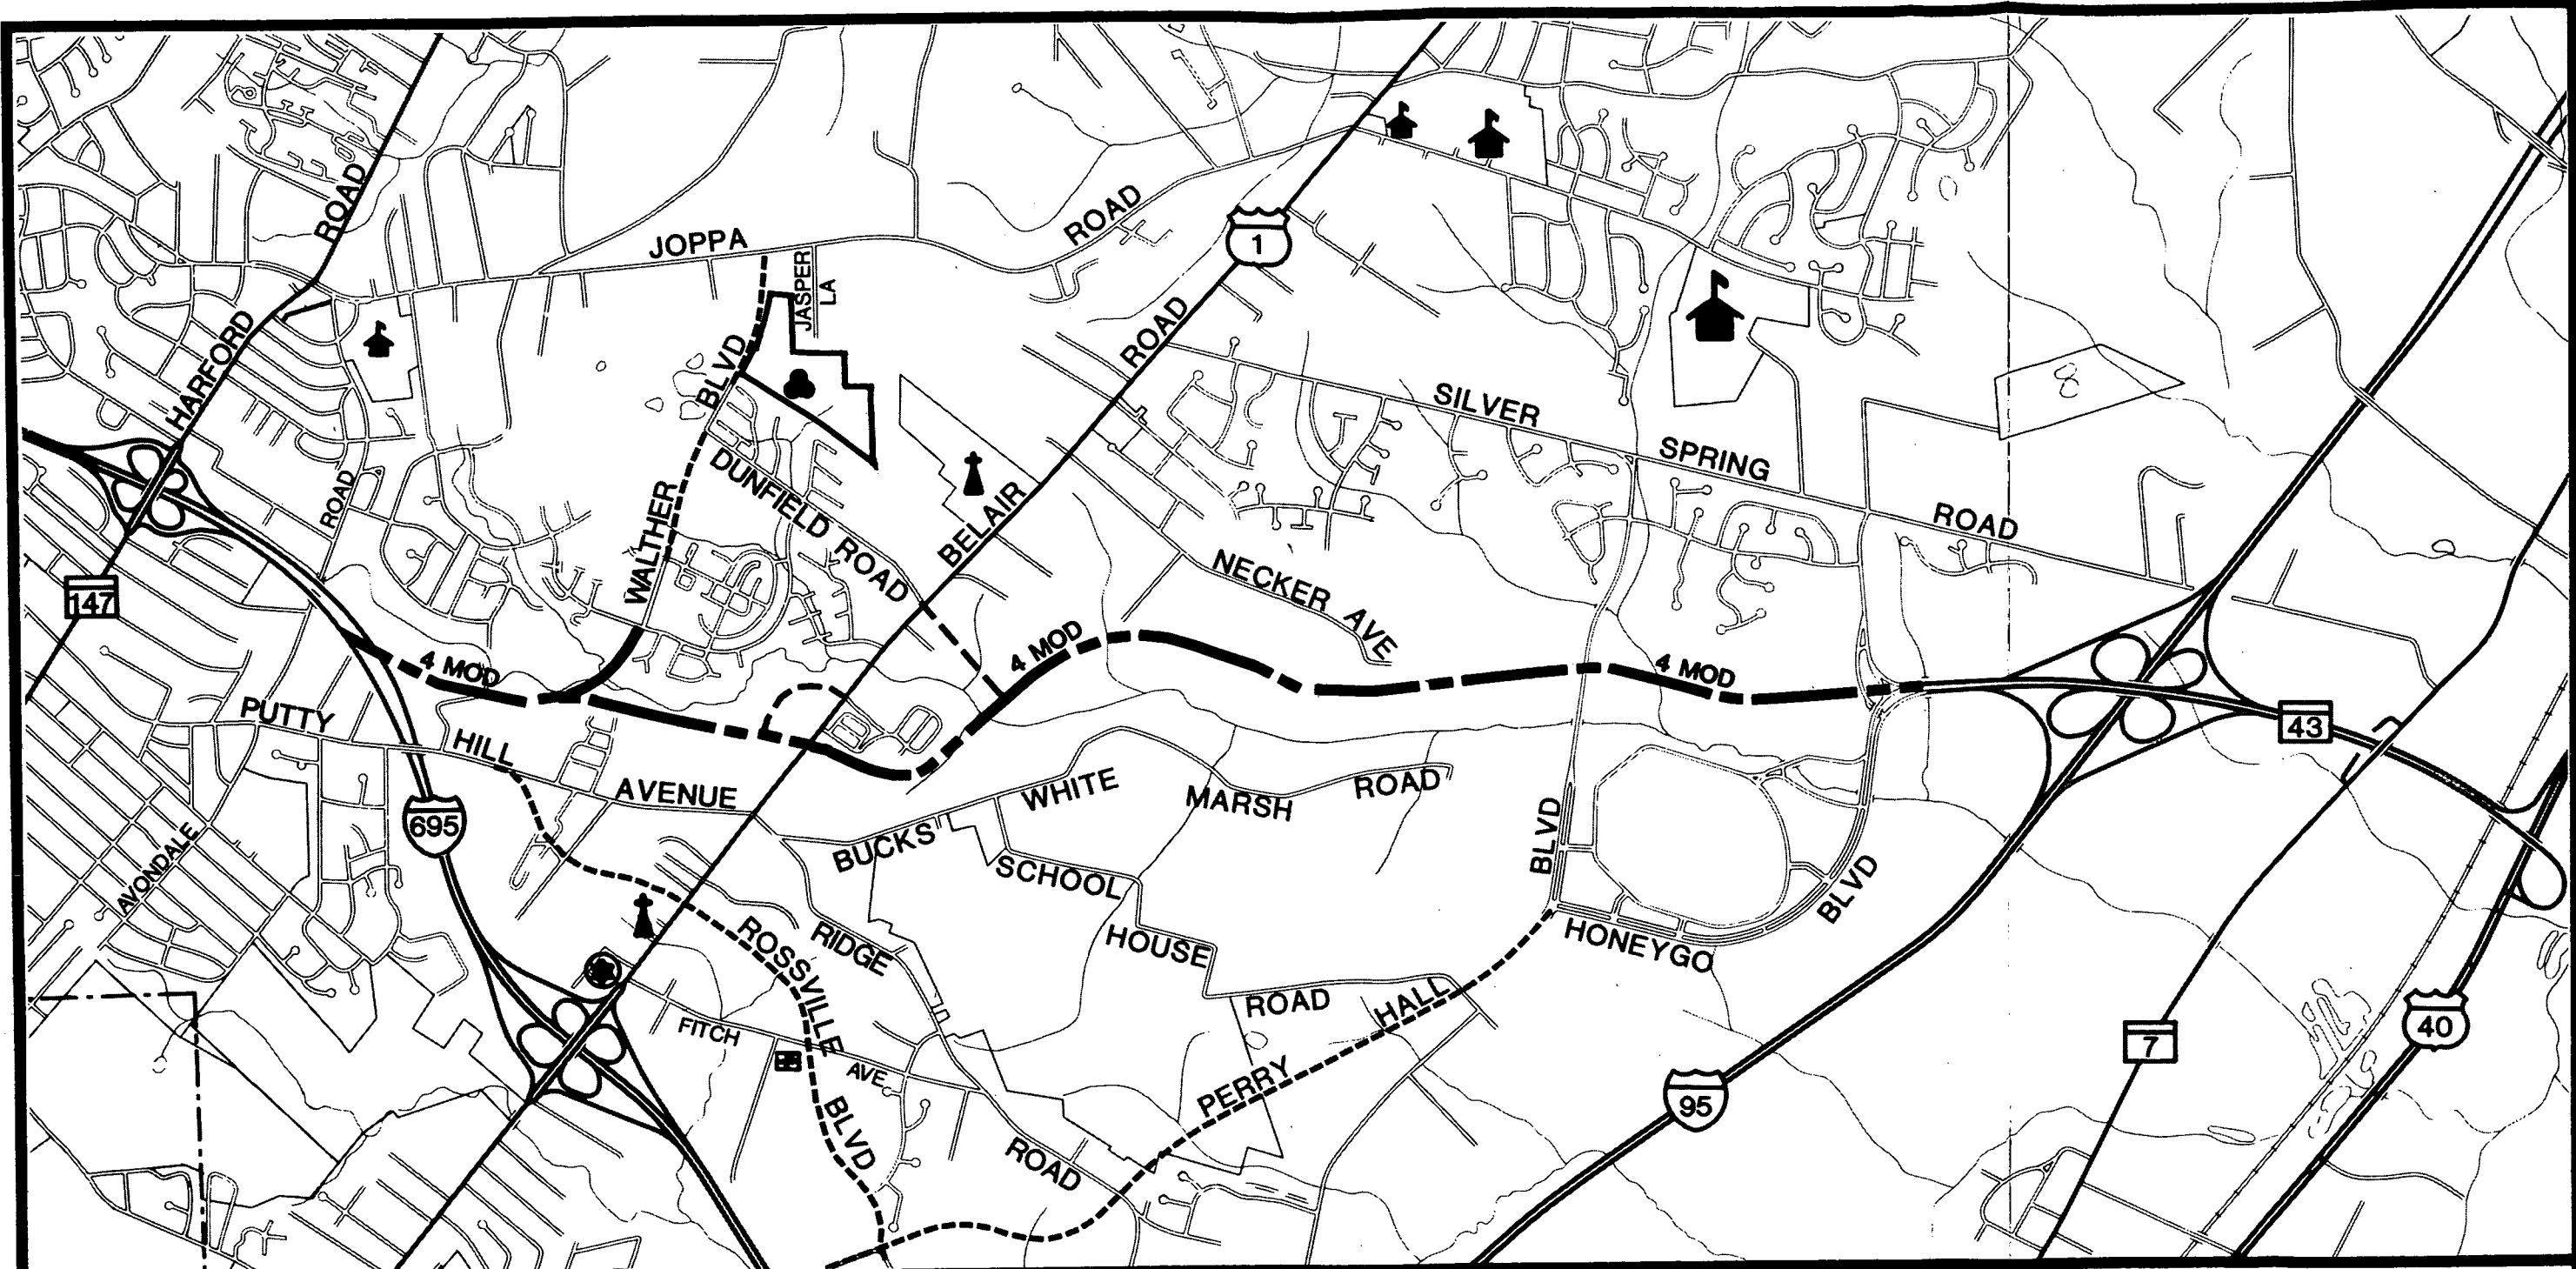 ROAD
JOPPA
ROAD
1
JASPER
LA
HARFORD
BLVD
ROAD
SILVER
SPRING
ROAD
ROAD
DUNFIELD ROAD
WALTHER
BELAIR
NECKER AVE
147
4 MOD
4 MOD
4 MOD
43
PUTTY
HILL
AVENUE
WHITE
MARSH
ROAD
695
AVONDALE
BUCKS
SCHOOL
HOUSE
ROAD
BLVD
BLVD
HONEYGO
ROSSVILLE
BLVD
RIDGE
ROAD
FITCH
AVE
PERRY
HALL
95
7
40